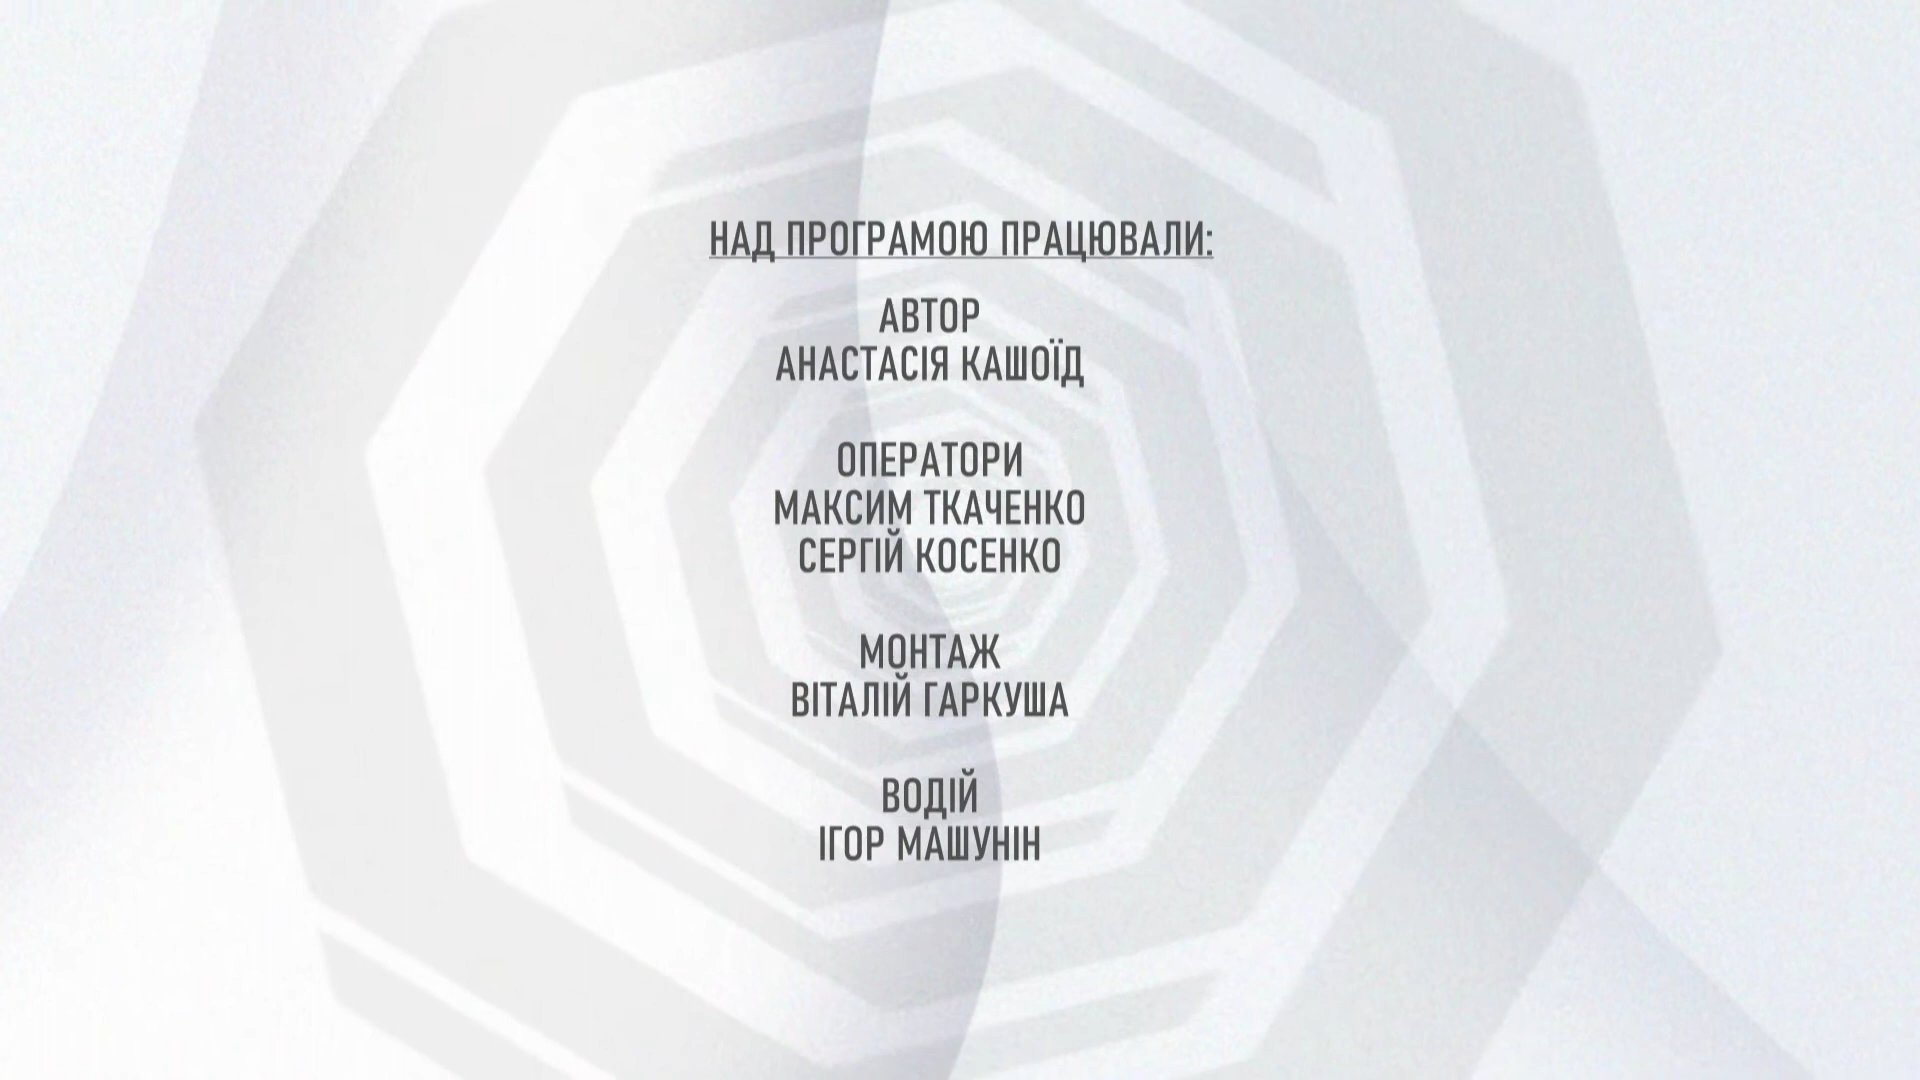 НАД ПРОГРАМОЮ ПРАЦЮВАЛИ:
АВТОР
АНАСТАСІЯ КАШОЇД
ОПЕРАТОРИ
МАКСИМ ТКАЧЕНКО
СЕРГІЙ КОСЕНКО
МОНТАЖ
ВІТАЛІЙ ГАРКУША
ВОДІЙ
ІГОР МАШУНІН